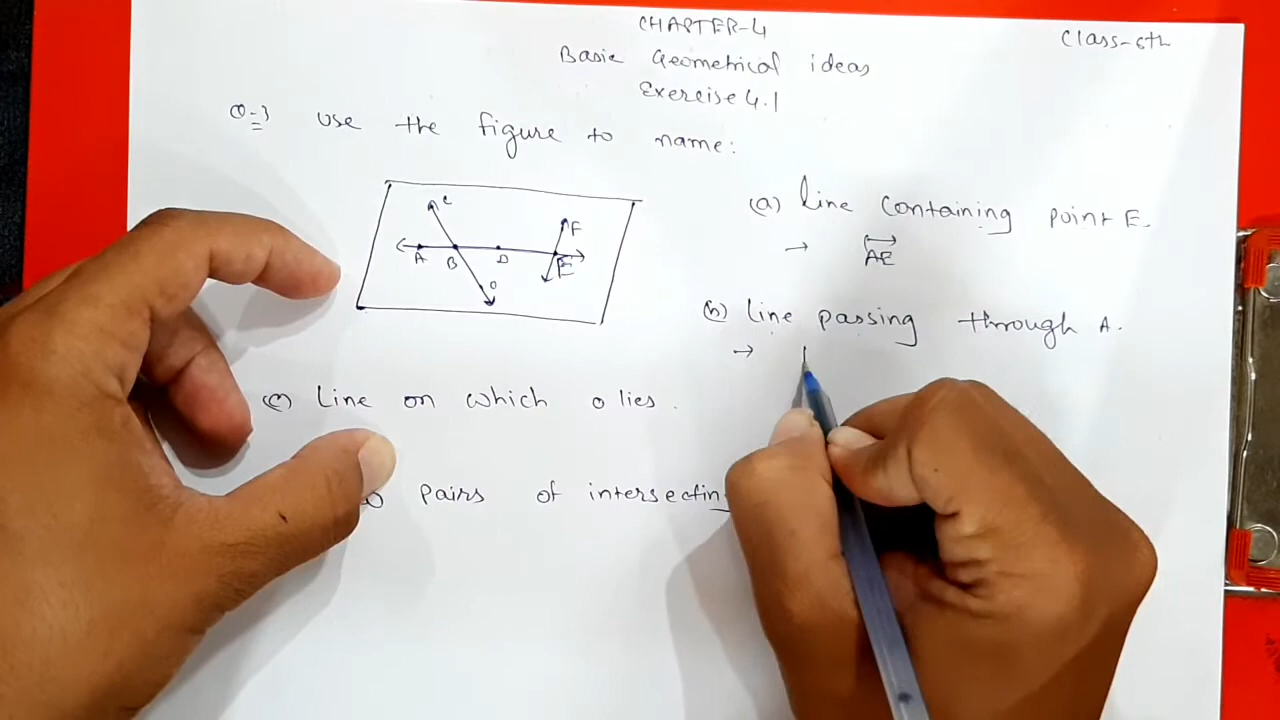 CHAPTER-4
Class-6th
Basic Geometrical ideas
Exercise 4.1
Q-3 use the figure to name:
C
F
A B D E
O
(a) line containing point E.
→ AE
(b) line passing through A.
→
(c) Line on which O lies.
pairs of intersectin